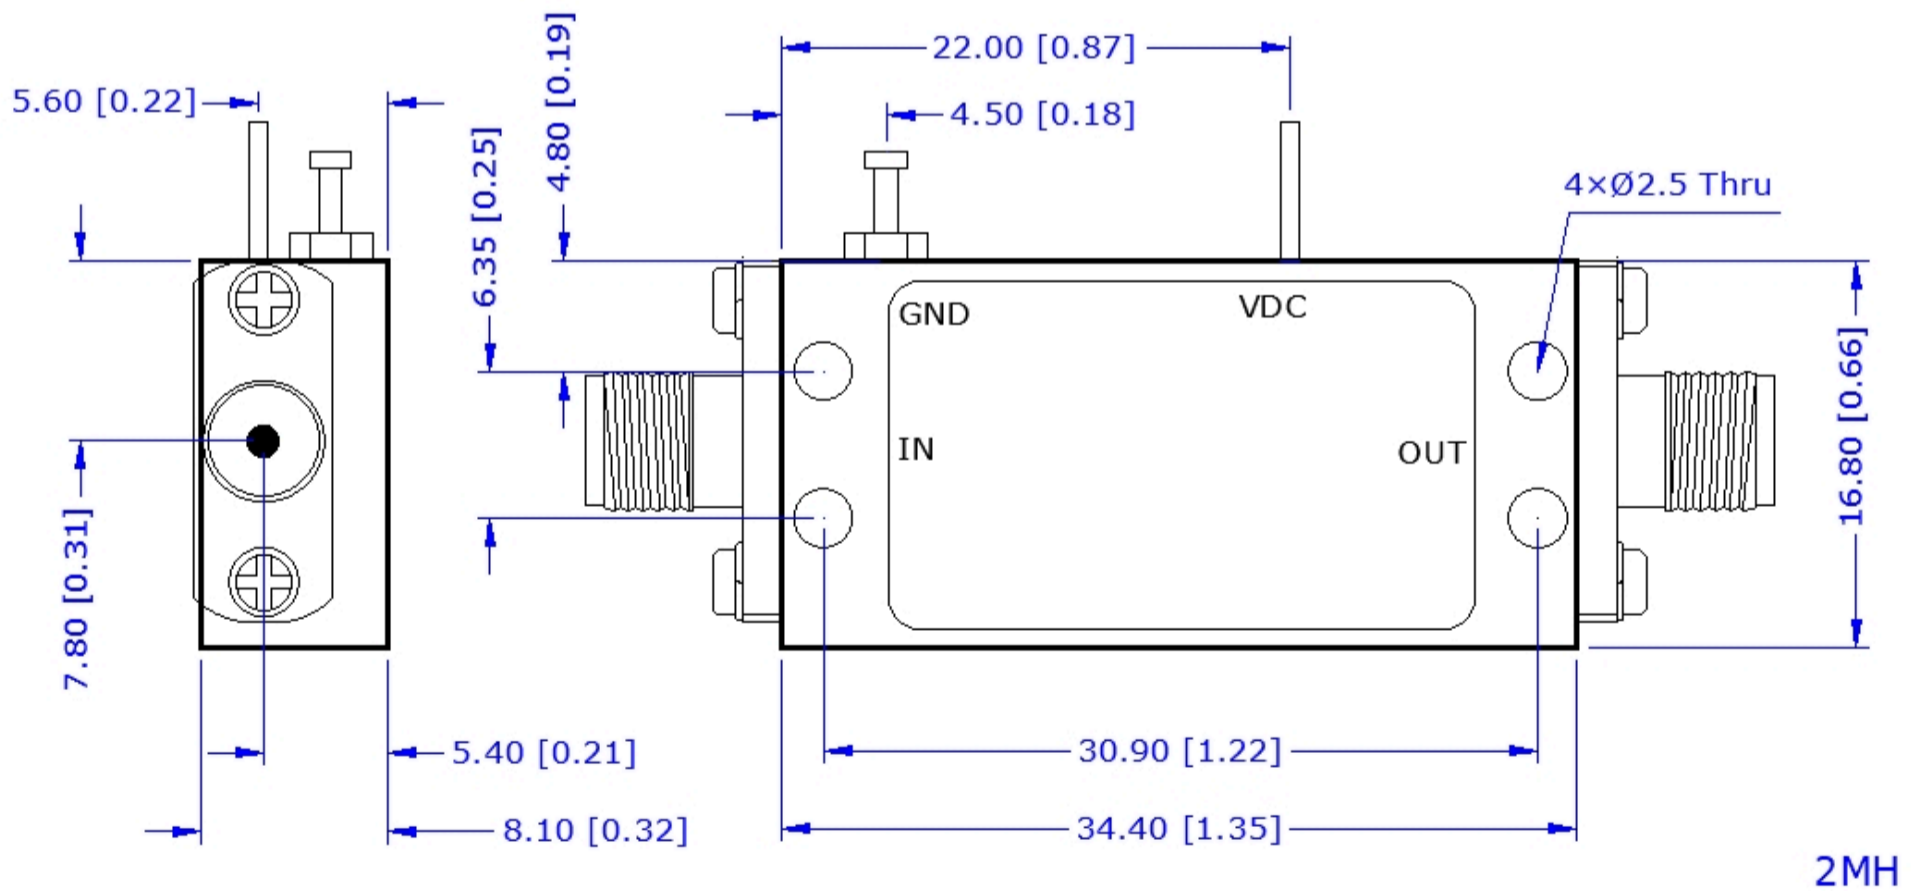 22.00 [0.87]
5.60 [0.22]
4.80 [0.19]
4.50 [0.18]
6.35 [0.25]
4×Ø2.5 Thru
GND
VDC
IN
OUT
16.80 [0.66]
7.80 [0.31]
5.40 [0.21]
30.90 [1.22]
8.10 [0.32]
34.40 [1.35]
2MH